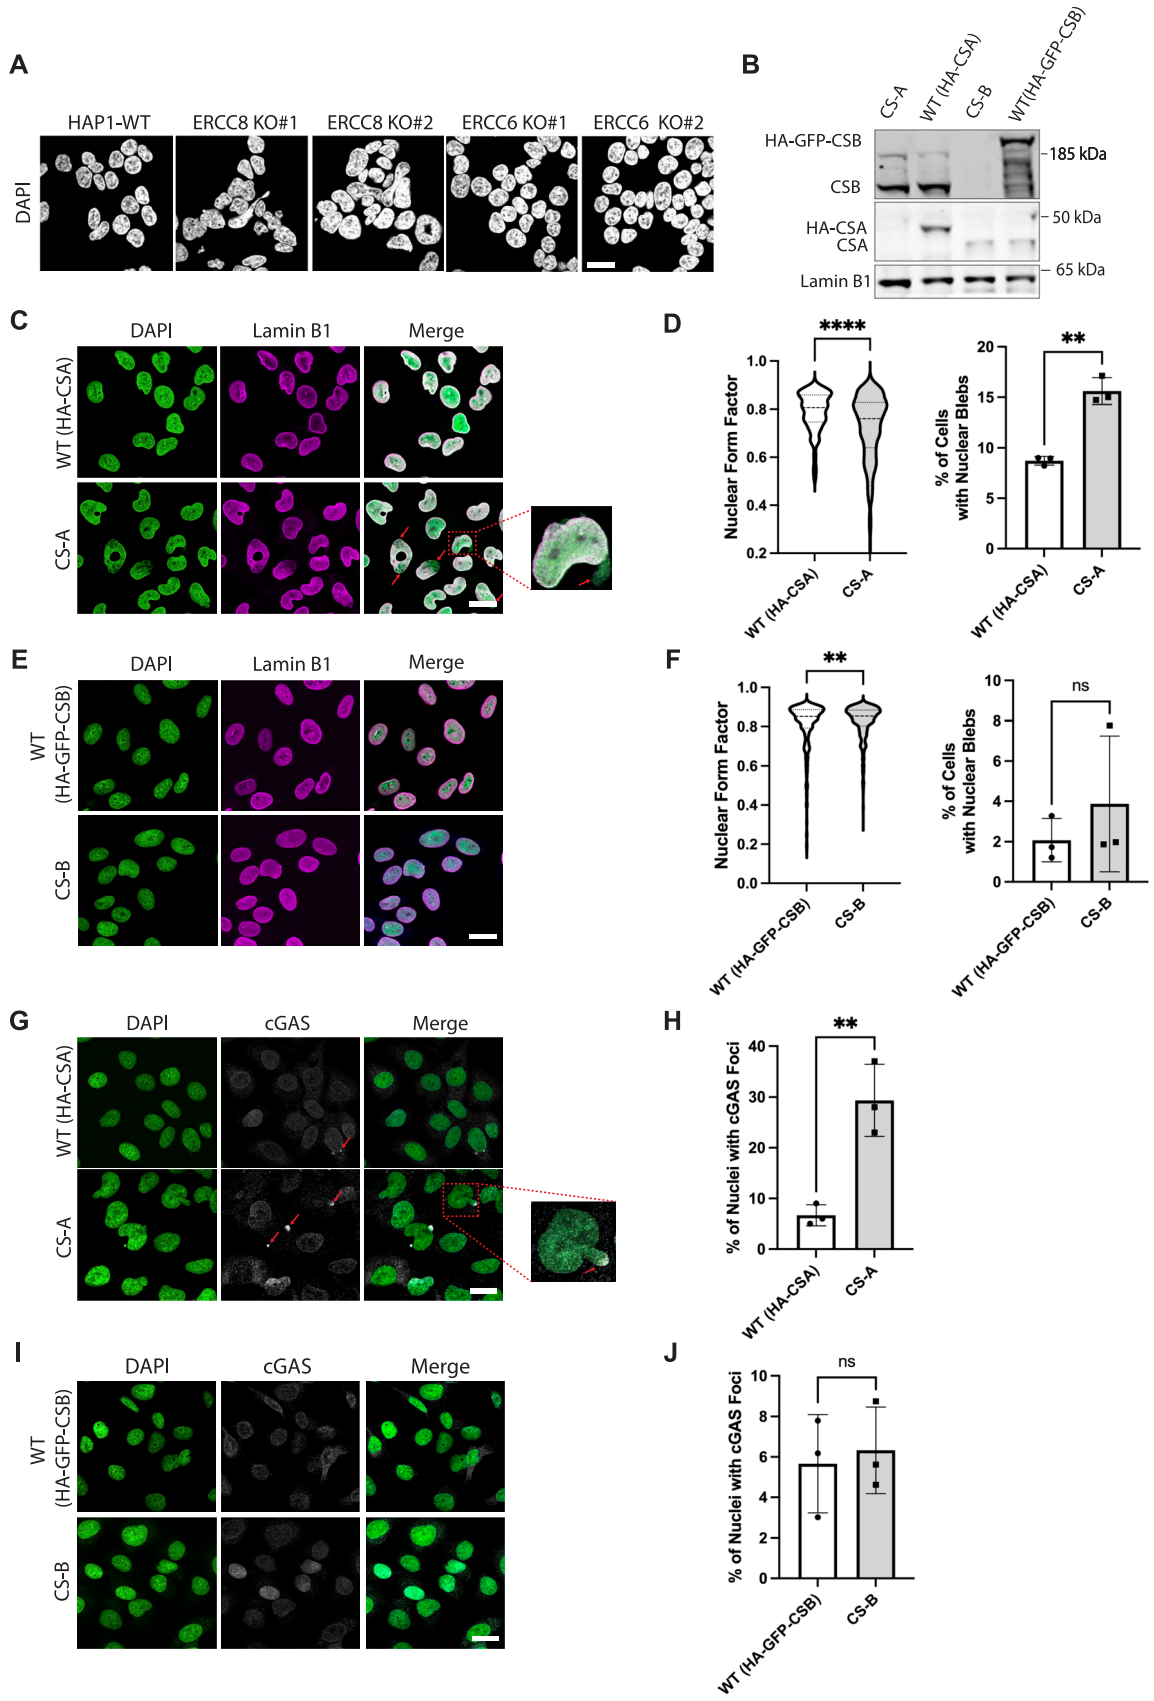 A
HAP1-WT
ERCC8 KO#1
ERCC8 KO#2
ERCC6 KO#1
ERCC6 KO#2
DAPI
B
CS-A
WT (HA-CSA)
CS-B
WT(HA-GFP-CSB)
HA-GFP-CSB
CSB
185 kDa
HA-CSA
CSA
50 kDa
Lamin B1
65 kDa
C
DAPI
Lamin B1
Merge
WT (HA-CSA)
CS-A
D
****
Nuclear Form Factor
1.0
0.8
0.6
0.4
0.2
WT (HA-CSA)
CS-A
**
% of Cells
with Nuclear Blebs
20
15
10
5
0
WT (HA-CSA)
CS-A
E
DAPI
Lamin B1
Merge
WT
(HA-GFP-CSB)
CS-B
F
**
Nuclear Form Factor
1.0
0.8
0.6
0.4
0.2
0.0
WT (HA-GFP-CSB)
CS-B
ns
% of Cells
with Nuclear Blebs
10
8
6
4
2
0
WT (HA-GFP-CSB)
CS-B
G
DAPI
cGAS
Merge
WT (HA-CSA)
CS-A
H
**
% of Nuclei with cGAS Foci
40
30
20
10
0
WT (HA-CSA)
CS-A
I
DAPI
cGAS
Merge
WT
(HA-GFP-CSB)
CS-B
J
ns
% of Nuclei with cGAS Foci
10
8
6
4
2
0
WT (HA-GFP-CSB)
CS-B